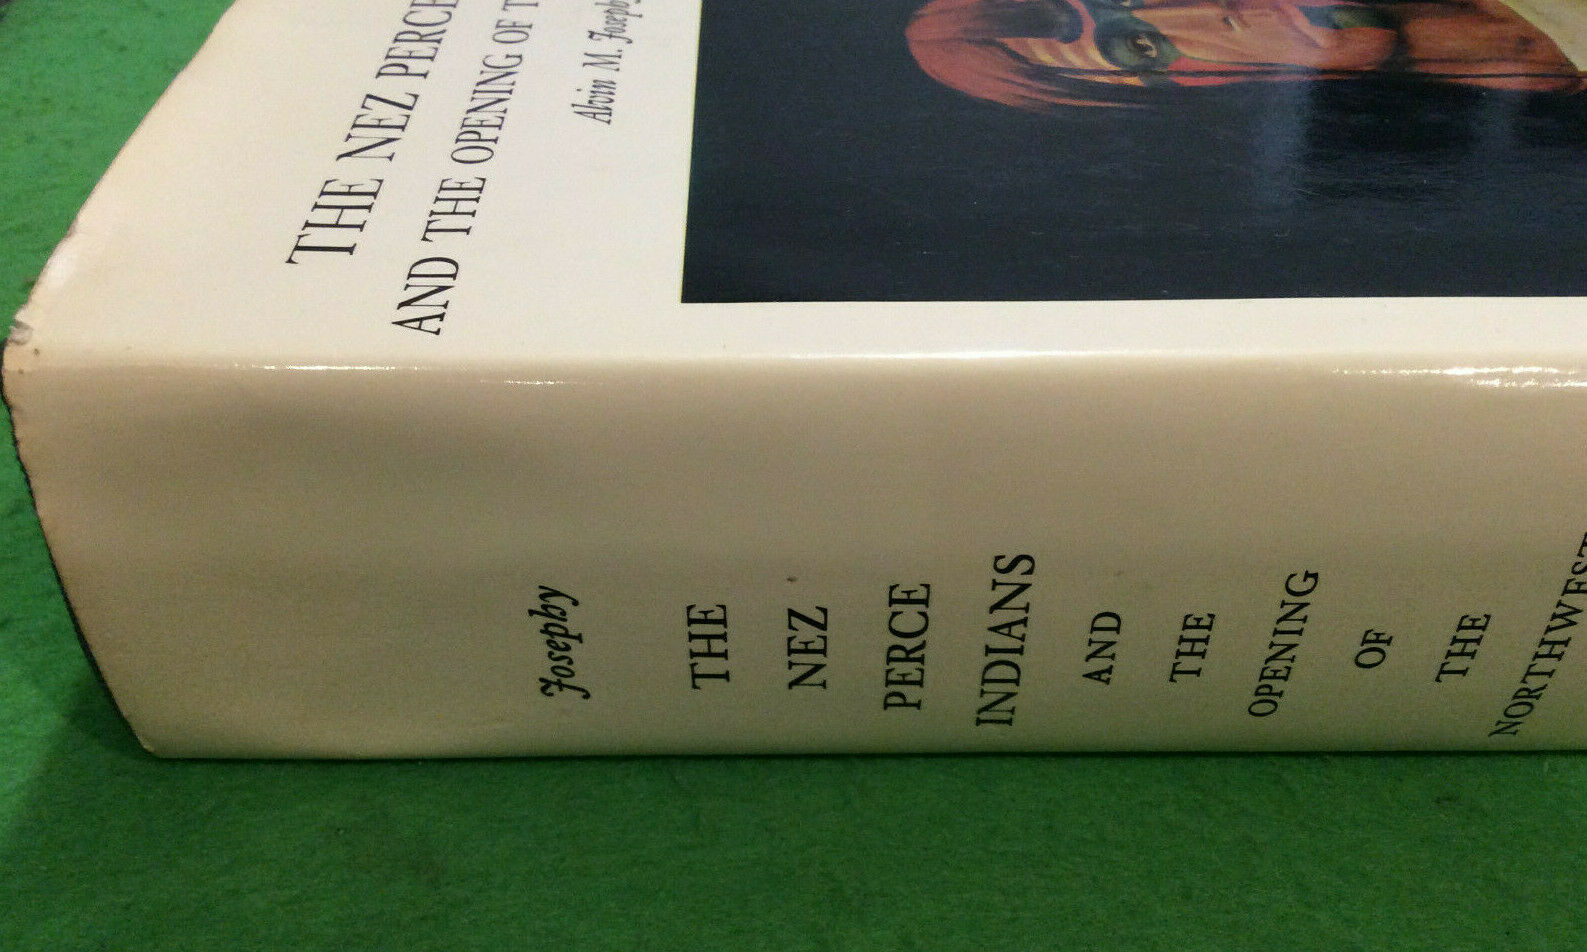 THE NEZ PERCE
AND THE OPENING OF T
Alvin M. Josephy
Josephy
THE
NEZ
PERCE
INDIANS
AND
THE
OPENING
OF
THE
NORTHWEST